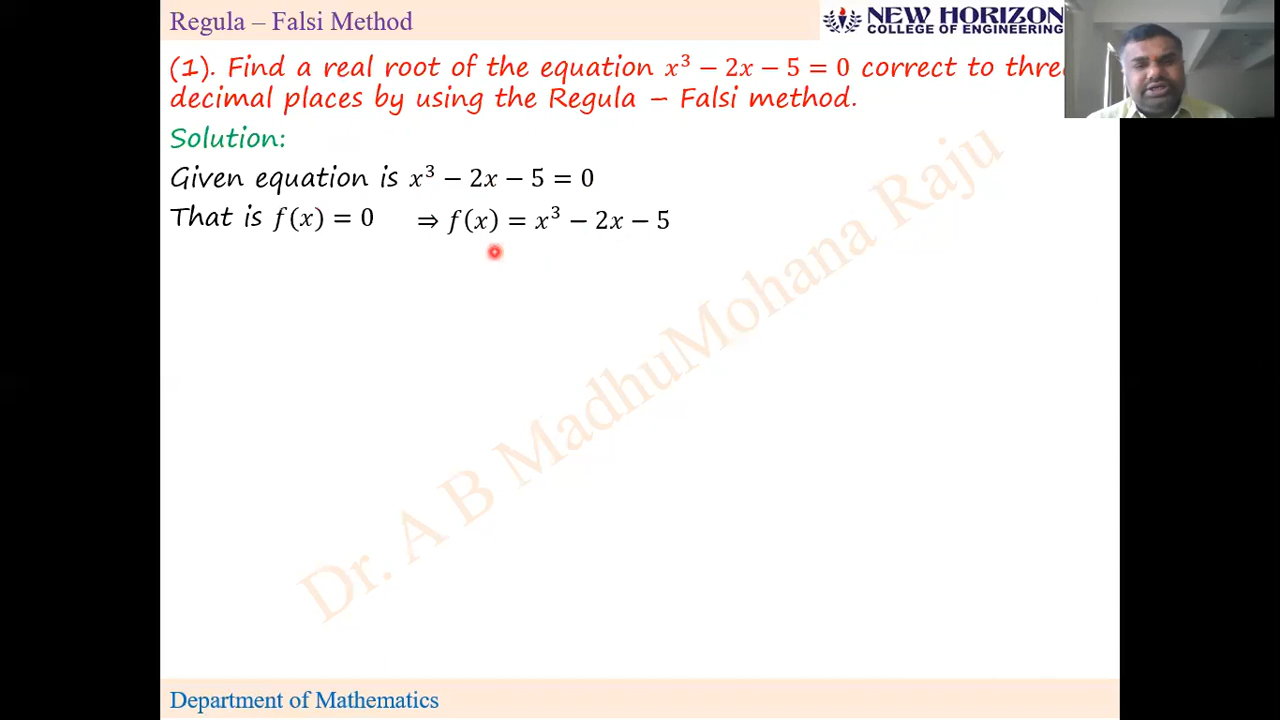 Regula – Falsi Method
NEW HORIZON
COLLEGE OF ENGINEERING
(1). Find a real root of the equation x³ − 2x − 5 = 0 correct to three
decimal places by using the Regula – Falsi method.
Solution:
Given equation is x³ − 2x − 5 = 0
That is f(x) = 0 ⇒ f(x) = x³ − 2x − 5
Dr. A B MadhuMohana Raju
Department of Mathematics